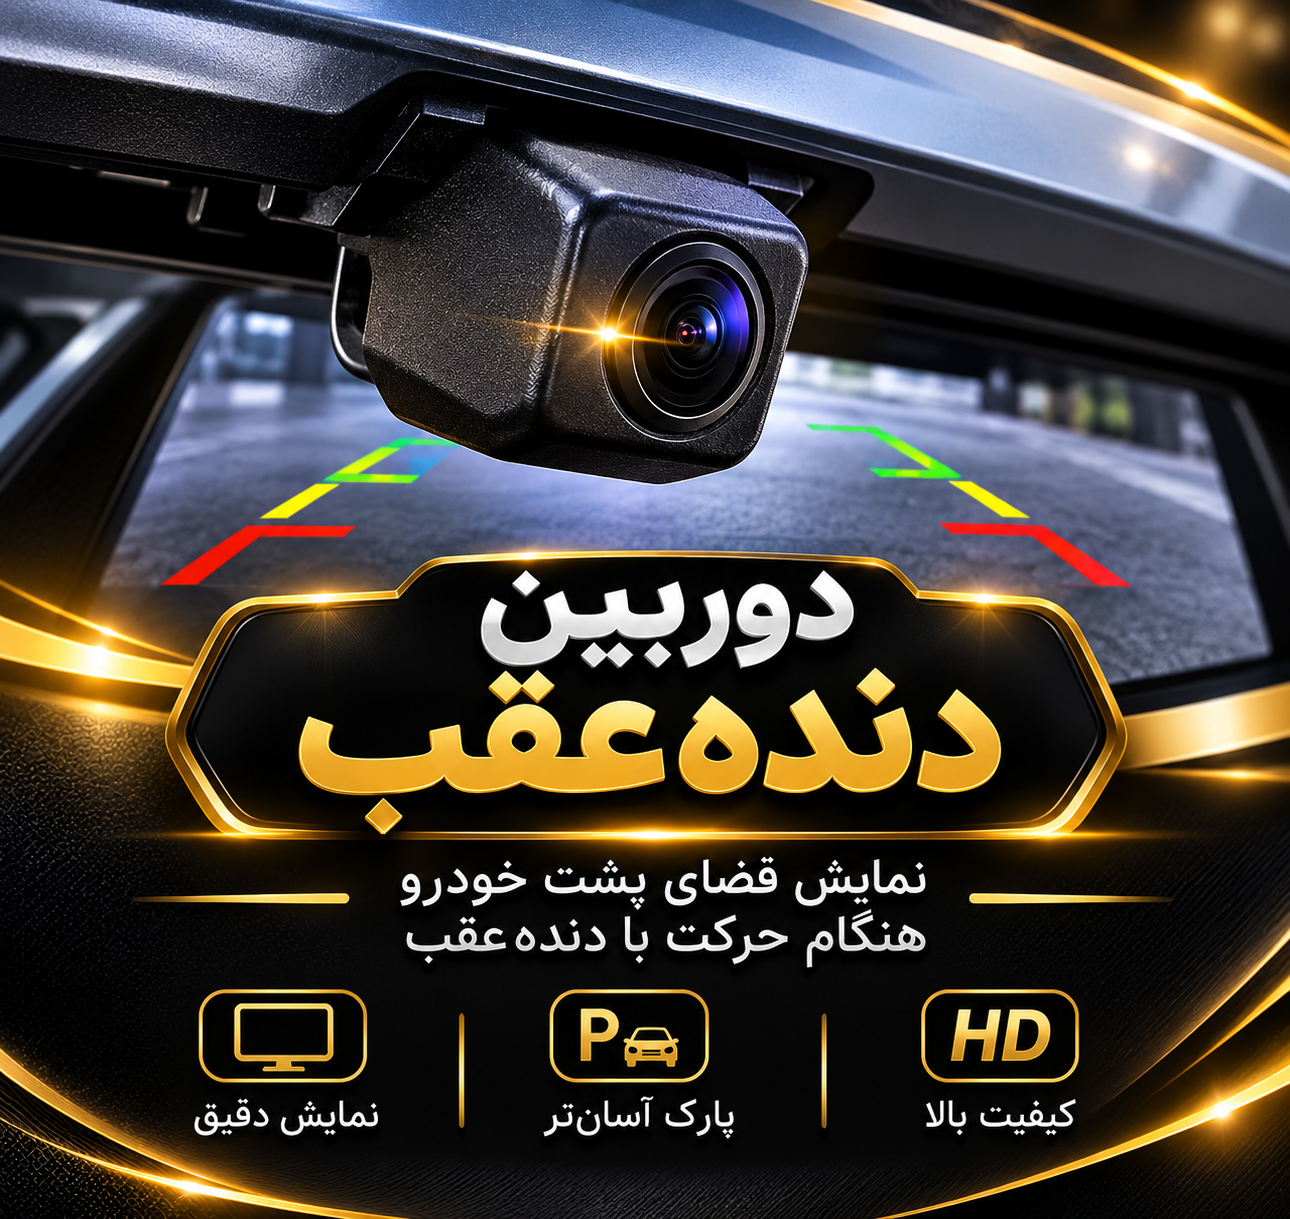 دوربین
دنده عقب
نمایش قضای پشت خودرو
هنگام حرکت با دنده عقب
HD
کیفیت بالا
P
پارک آسان‌تر
نمایش دقیق